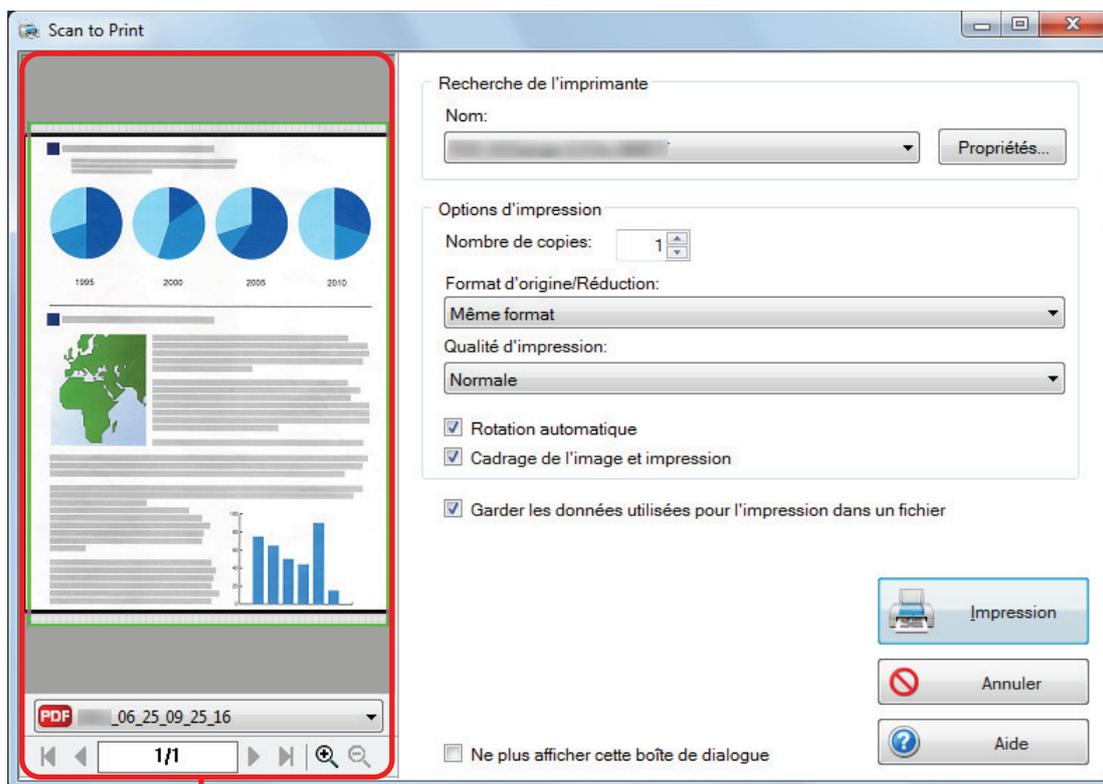 Scan to Print
1995 2000 2005 2010
PDF _06_25_09_25_16
1/1
Recherche de l'imprimante
Nom:
Propriétés...
Options d'impression
Nombre de copies: 1
Format d'origine/Réduction:
Même format
Qualité d'impression:
Normale
Rotation automatique
Cadrage de l'image et impression
Garder les données utilisées pour l'impression dans un fichier
Impression
Annuler
Ne plus afficher cette boîte de dialogue
Aide